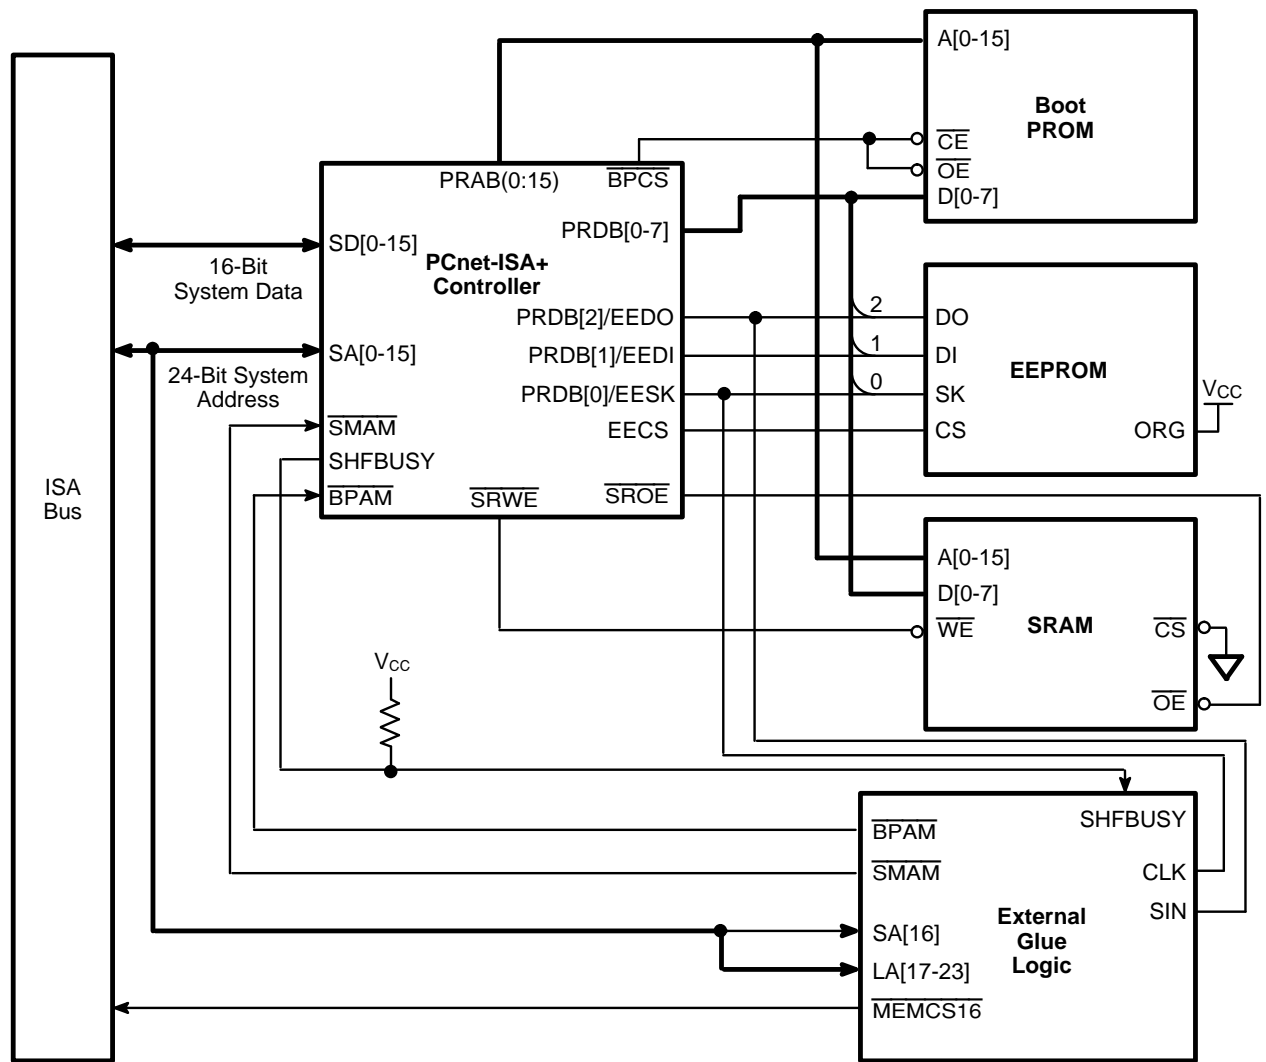 A[0-15]
Boot
PROM
CE
OE
D[0-7]
PRAB(0:15)
BPCS
PRDB[0-7]
SD[0-15]
PCnet-ISA+
Controller
16-Bit
System Data
PRDB[2]/EEDO
2
DO
SA[0-15]
PRDB[1]/EEDI
1
DI
EEPROM
24-Bit System
Address
PRDB[0]/EESK
0
SK
VCC
SMAM
EECS
CS
ORG
SHFBUSY
ISA
Bus
BPAM
SRWE
SROE
A[0-15]
D[0-7]
WE
SRAM
CS
OE
VCC
SHFBUSY
BPAM
SMAM
CLK
SIN
External
Glue
Logic
SA[16]
LA[17-23]
MEMCS16